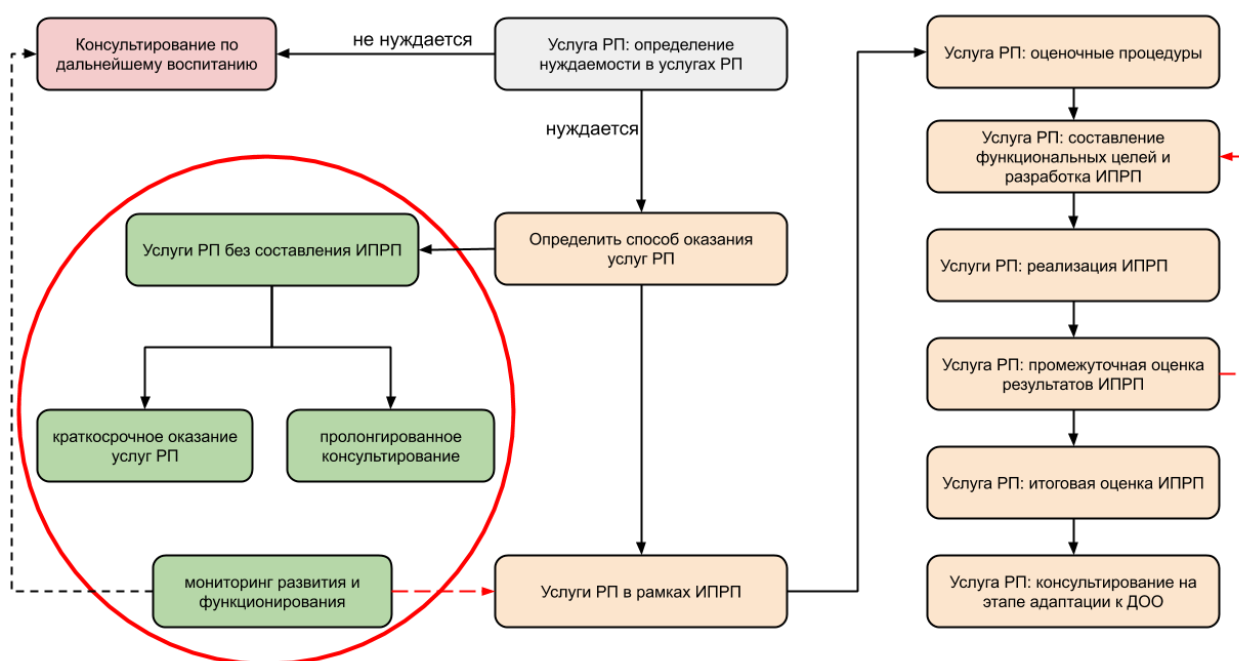 Консультирование по
дальнейшему воспитанию
не нуждается
Услуга РП: определение
нуждаемости в услугах РП
нуждается
Услуги РП без составления ИПРП
Определить способ оказания
услуг РП
краткосрочное оказание
услуг РП
пролонгированное
консультирование
мониторинг развития и
функционирования
Услуги РП в рамках ИПРП
Услуга РП: оценочные процедуры
Услуга РП: составление
функциональных целей и
разработка ИПРП
Услуги РП: реализация ИПРП
Услуга РП: промежуточная оценка
результатов ИПРП
Услуга РП: итоговая оценка ИПРП
Услуга РП: консультирование на
этапе адаптации к ДОО